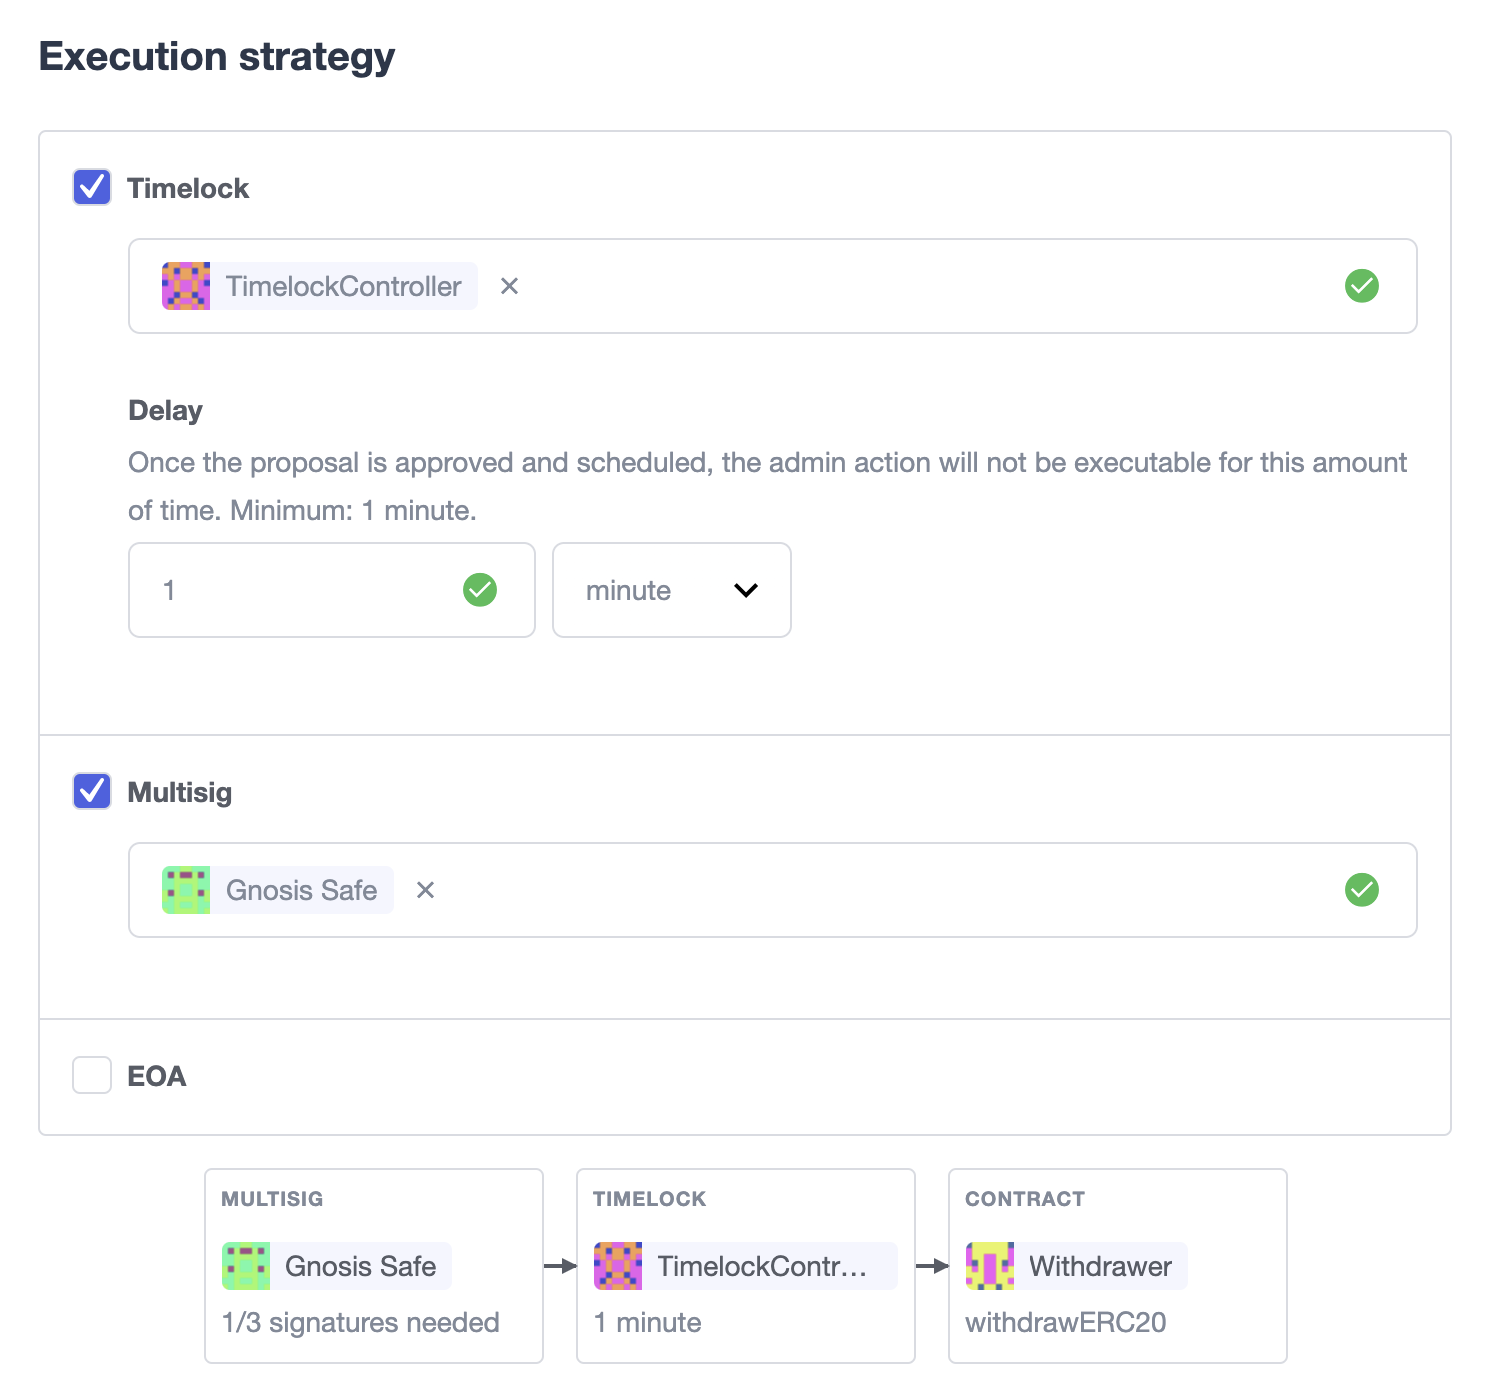 Execution strategy
Timelock
TimelockController ×
Delay
Once the proposal is approved and scheduled, the admin action will not be executable for this amount
of time. Minimum: 1 minute.
1 minute
Multisig
Gnosis Safe ×
EOA
MULTISIG TIMELOCK CONTRACT
Gnosis Safe TimelockContr... Withdrawer
1/3 signatures needed 1 minute withdrawERC20